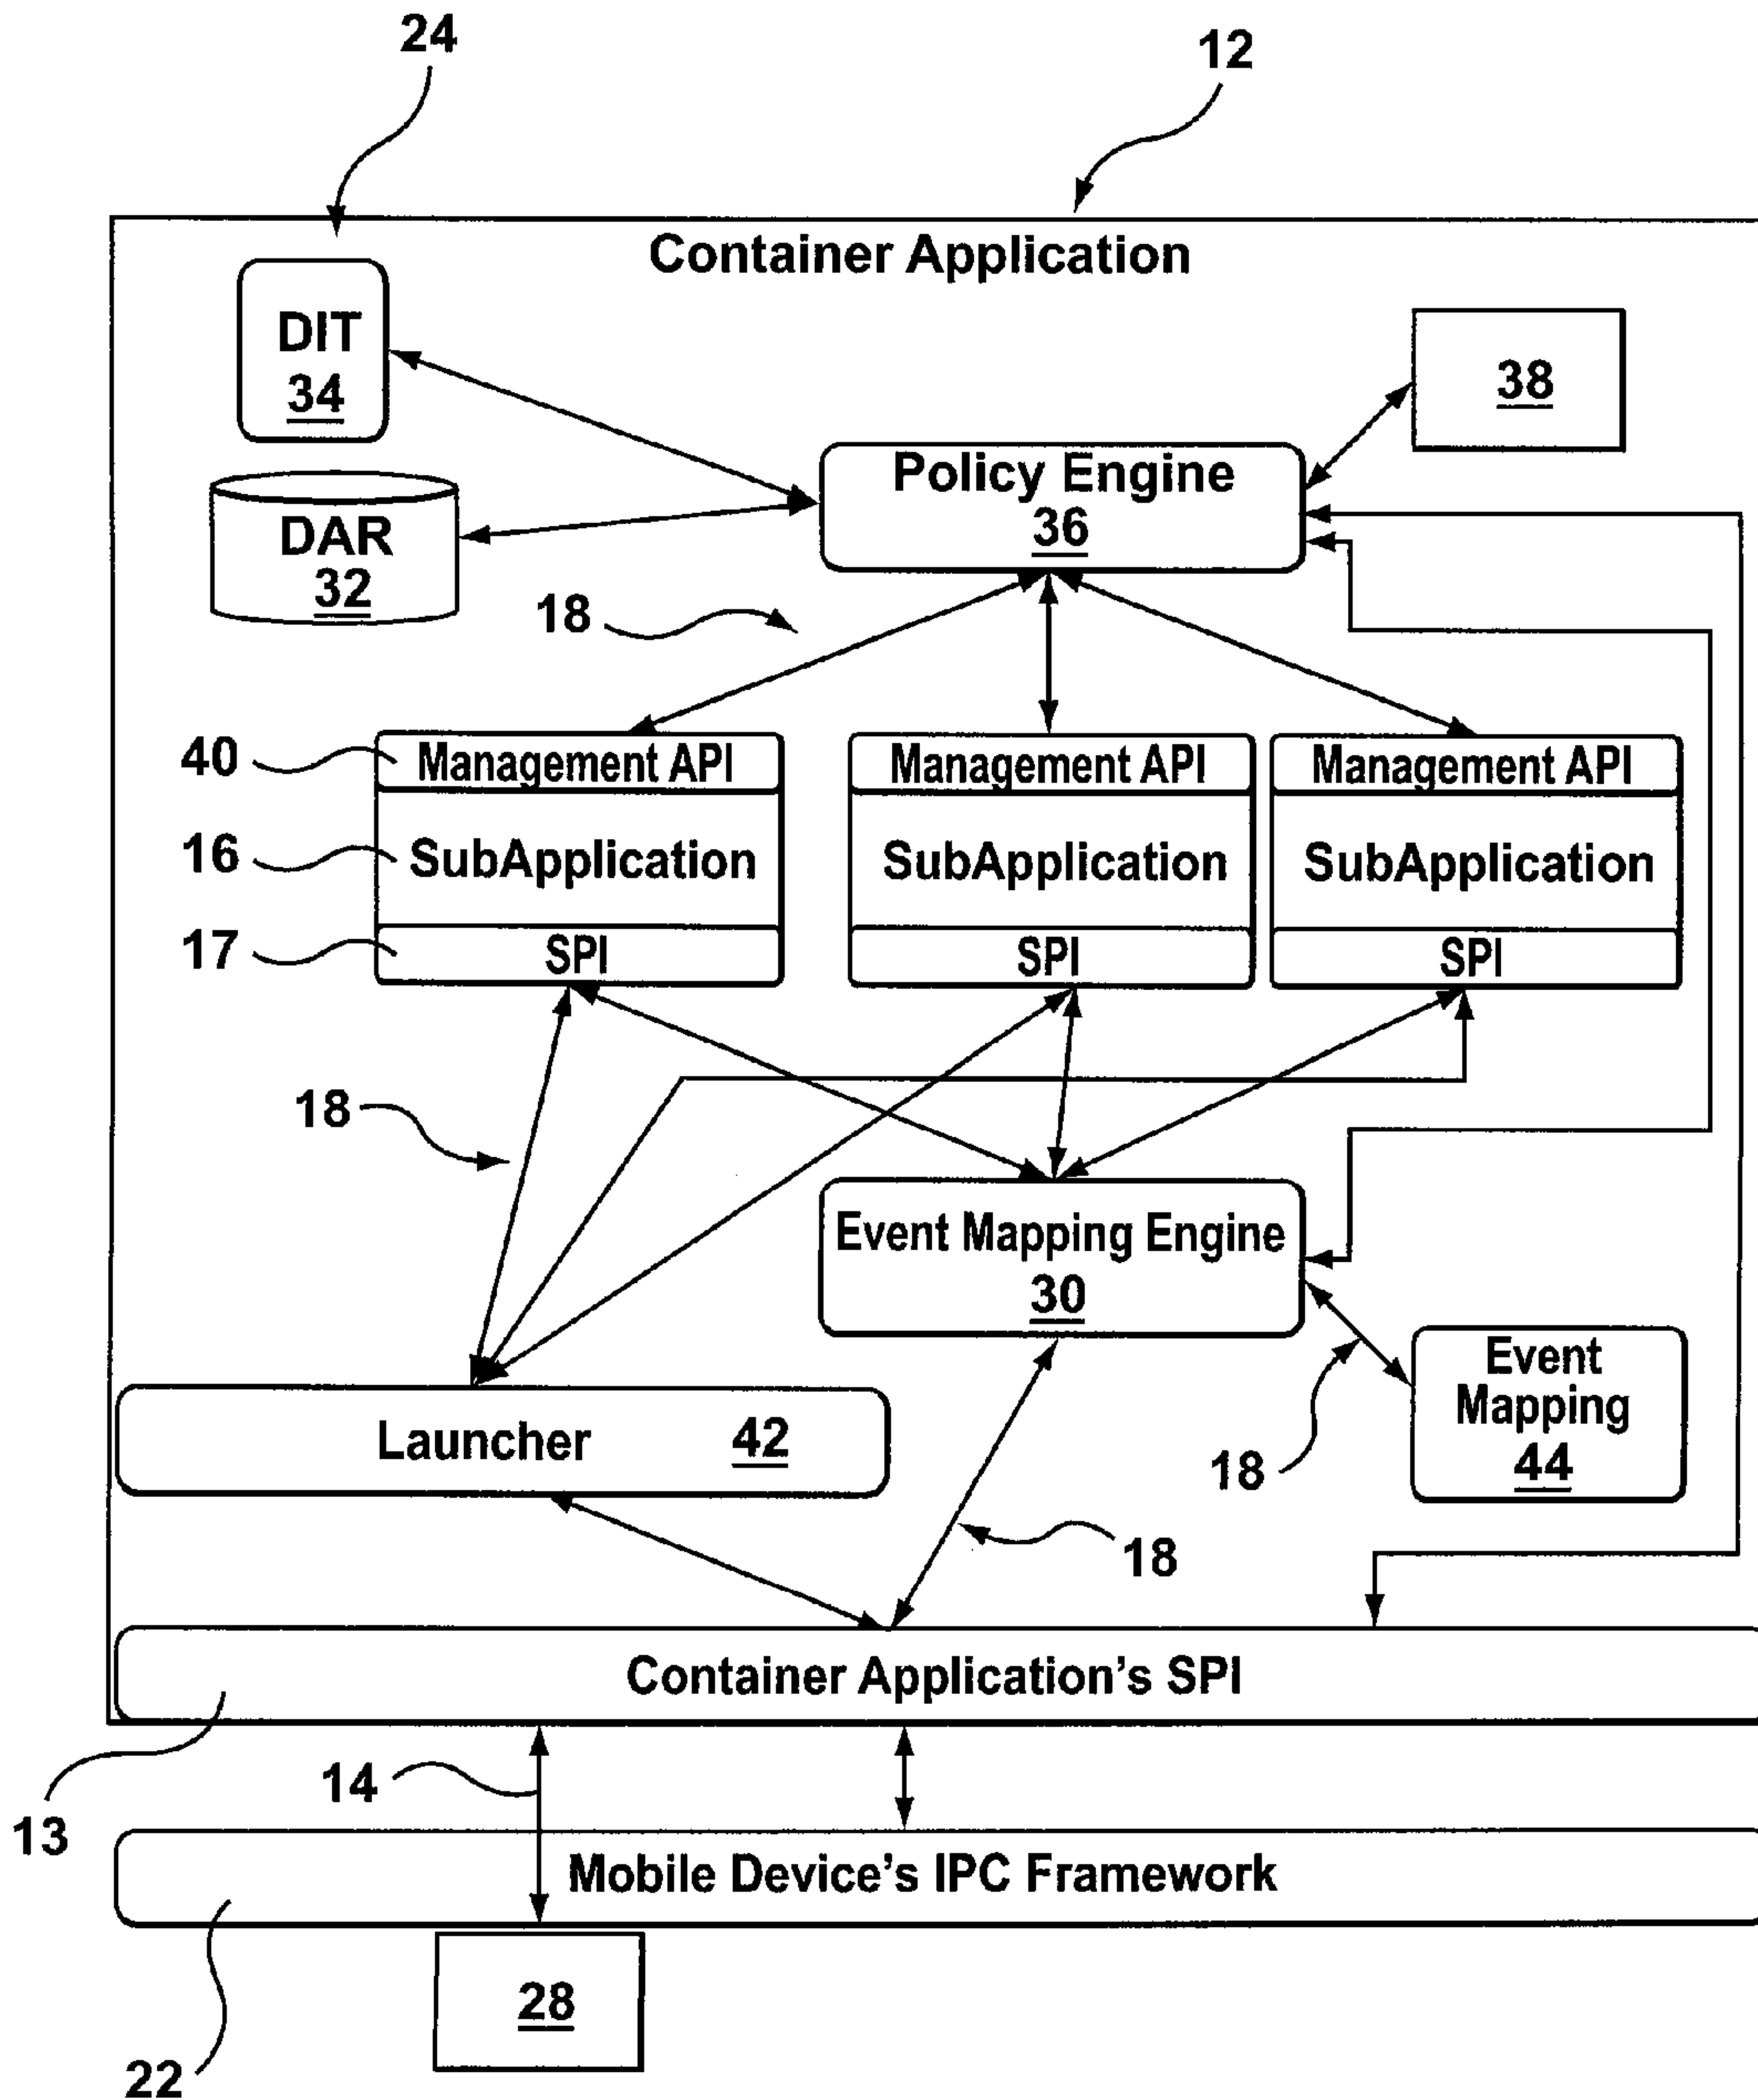 24
12
Container Application
DIT
34
38
Policy Engine
36
DAR
32
18
40
Management API
Management API
Management API
16
SubApplication
SubApplication
SubApplication
17
SPI
SPI
SPI
18
Event Mapping Engine
30
Event
Mapping
44
Launcher 42
18
18
Container Application's SPI
14
13
Mobile Device's IPC Framework
28
22